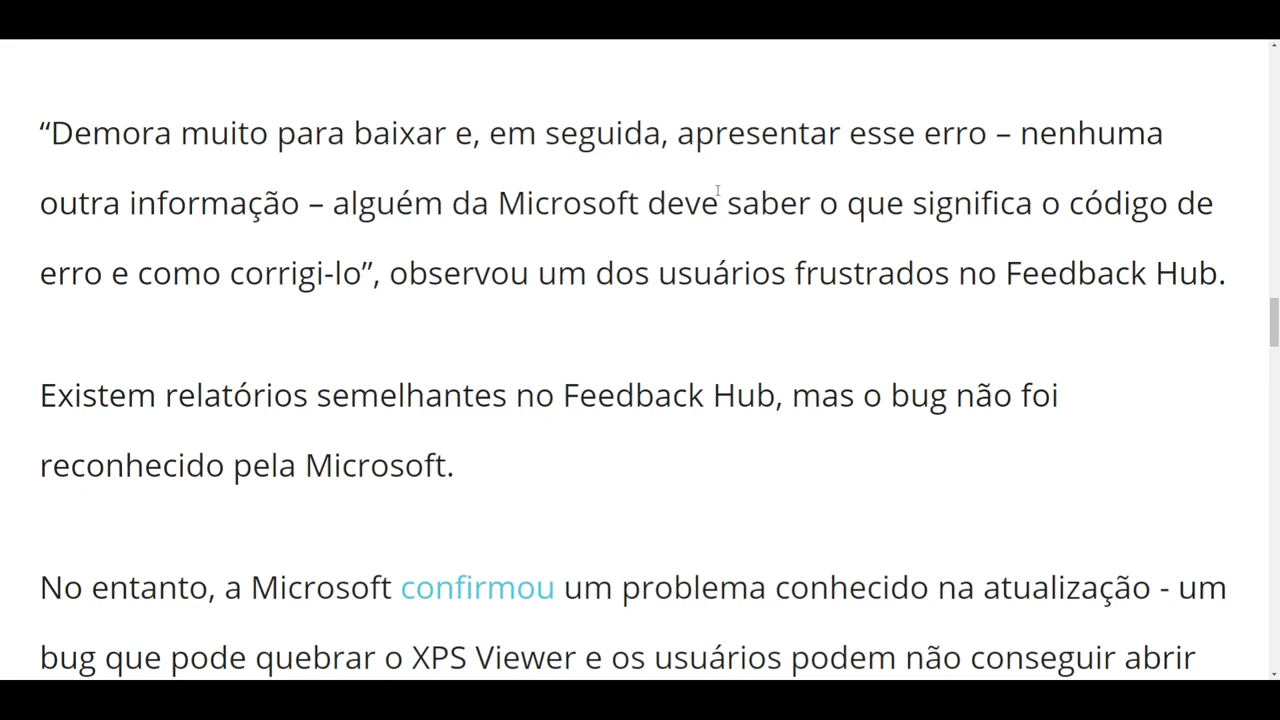 “Demora muito para baixar e, em seguida, apresentar esse erro – nenhuma
outra informação – alguém da Microsoft deve saber o que significa o código de
erro e como corrigi-lo”, observou um dos usuários frustrados no Feedback Hub.
Existem relatórios semelhantes no Feedback Hub, mas o bug não foi
reconhecido pela Microsoft.
No entanto, a Microsoft confirmou um problema conhecido na atualização - um
bug que pode quebrar o XPS Viewer e os usuários podem não conseguir abrir